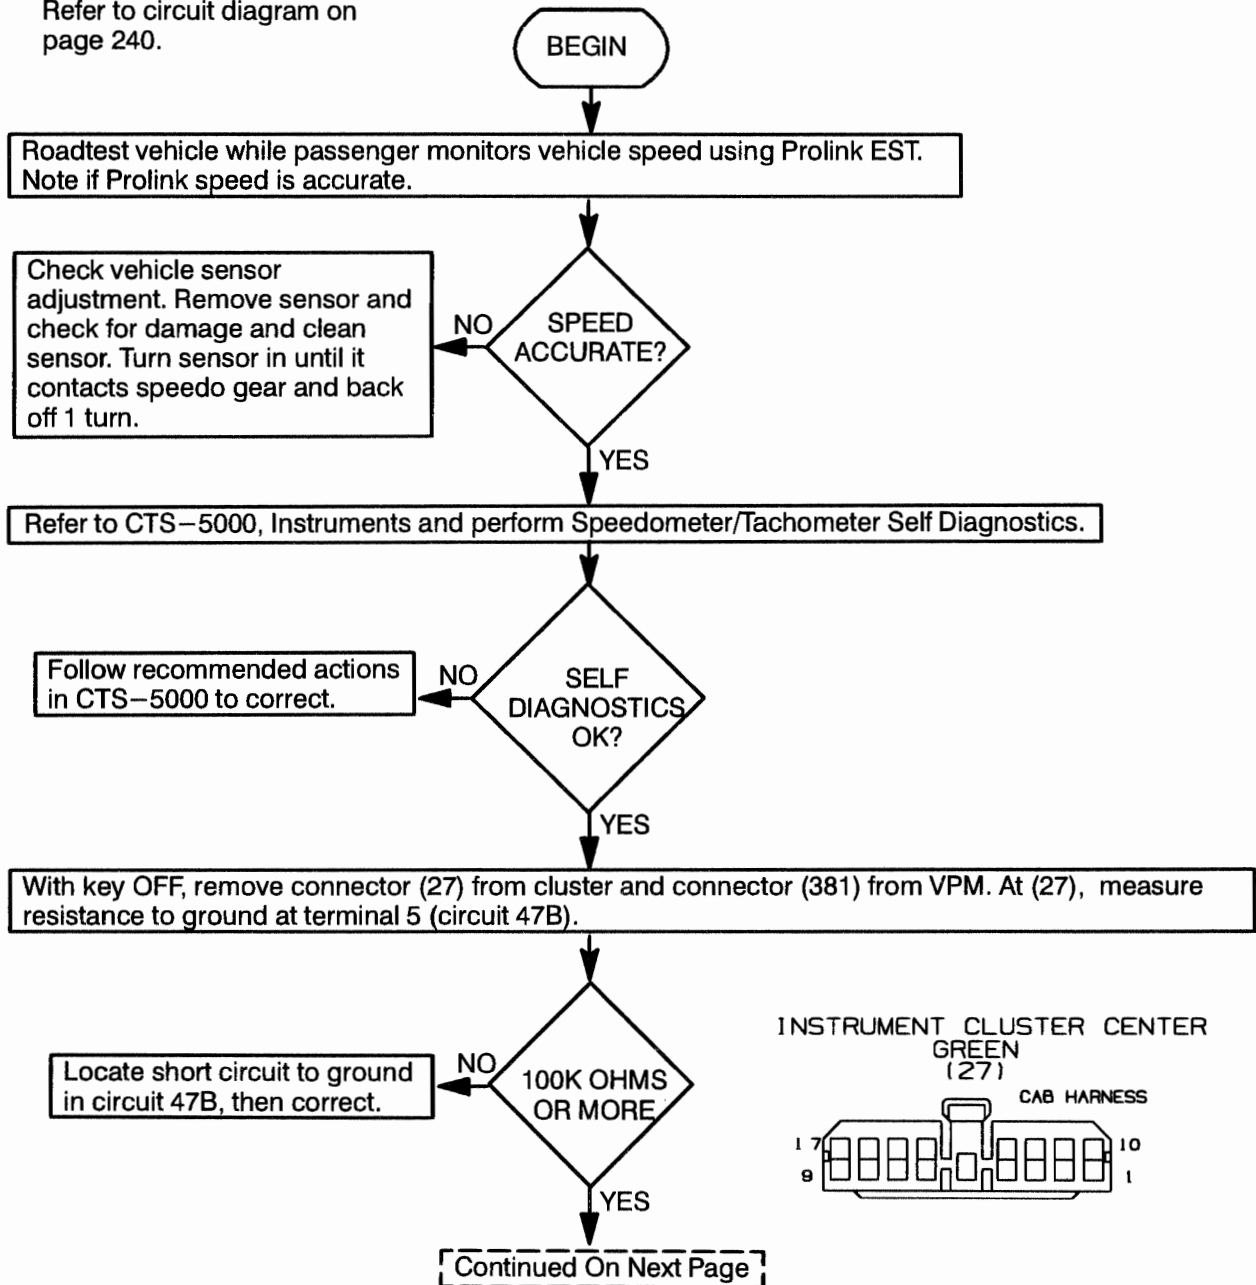 Refer to circuit diagram on
page 240.
BEGIN
Roadtest vehicle while passenger monitors vehicle speed using Prolink EST.
Note if Prolink speed is accurate.
Check vehicle sensor
adjustment. Remove sensor and
check for damage and clean
sensor. Turn sensor in until it
contacts speedo gear and back
off 1 turn.
NO
SPEED
ACCURATE?
YES
Refer to CTS-5000, Instruments and perform Speedometer/Tachometer Self Diagnostics.
Follow recommended actions
in CTS-5000 to correct.
NO
SELF
DIAGNOSTICS
OK?
YES
With key OFF, remove connector (27) from cluster and connector (381) from VPM. At (27), measure
resistance to ground at terminal 5 (circuit 47B).
Locate short circuit to ground
in circuit 47B, then correct.
NO
100K OHMS
OR MORE
YES
INSTRUMENT CLUSTER CENTER
GREEN
(27)
CAB HARNESS
17
10
9
1
Continued On Next Page